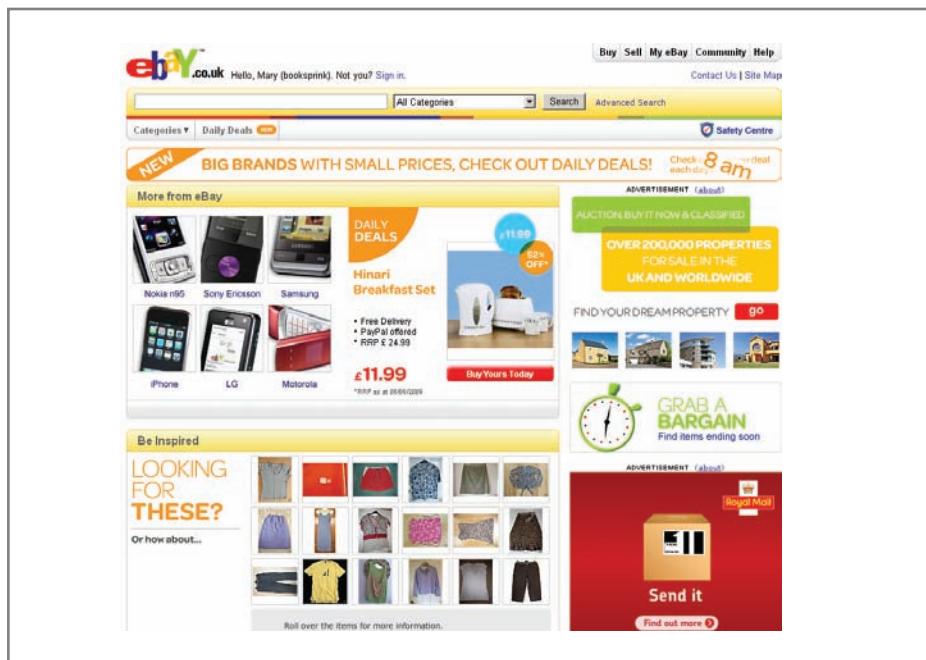 Buy Sell My eBay Community Help
ebay.co.uk Hello, Mary (booksprink). Not you? Sign in.
Contact Us | Site Map
All Categories Search Advanced Search
Categories Daily Deals NEW
Safety Centre
NEW BIG BRANDS WITH SMALL PRICES, CHECK OUT DAILY DEALS! Check 8 am deal
each day
More from eBay
Nokia n95 Sony Ericsson Samsung
iPhone LG Motorola
DAILY
DEALS
£11.99
52%
OFF*
Hinari
Breakfast Set
• Free Delivery
• PayPal offered
• RRP £ 24.99
£11.99
Buy Yours Today
ADVERTISEMENT (about)
AUCTION, BUY IT NOW & CLASSIFIED
OVER 200,000 PROPERTIES
FOR SALE IN THE
UK AND WORLDWIDE
FIND YOUR DREAM PROPERTY go
GRAB A
BARGAIN
Find items ending soon
Be Inspired
LOOKING
FOR
THESE?
Or how about...
Roll over the items for more information.
ADVERTISEMENT (about)
Royal Mail
Send it
Find out more